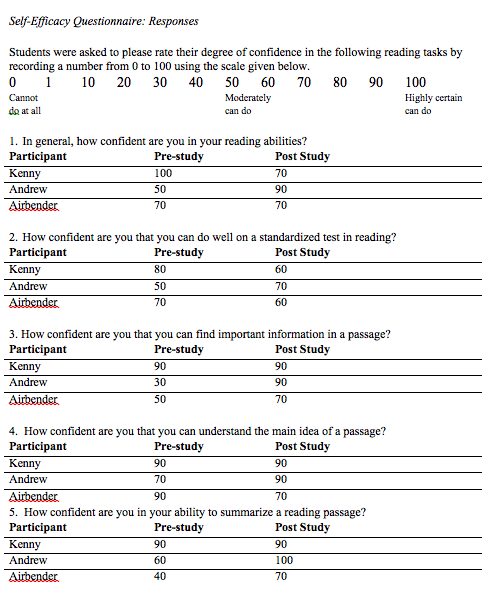 Self-Efficacy Questionnaire: Responses
Students were asked to please rate their degree of confidence in the following reading tasks by
recording a number from 0 to 100 using the scale given below.
0 1 10 20 30 40 50 60 70 80 90 100
Cannot Moderately Highly certain
do at all can do can do
1. In general, how confident are you in your reading abilities?
Participant Pre-study Post Study
Kenny 100 70
Andrew 50 90
Airbender 70 70
2. How confident are you that you can do well on a standardized test in reading?
Participant Pre-study Post Study
Kenny 80 60
Andrew 50 70
Airbender 70 60
3. How confident are you that you can find important information in a passage?
Participant Pre-study Post Study
Kenny 90 90
Andrew 30 90
Airbender 50 70
4. How confident are you that you can understand the main idea of a passage?
Participant Pre-study Post Study
Kenny 90 90
Andrew 70 90
Airbender 90 70
5. How confident are you in your ability to summarize a reading passage?
Participant Pre-study Post Study
Kenny 90 90
Andrew 60 100
Airbender 40 70